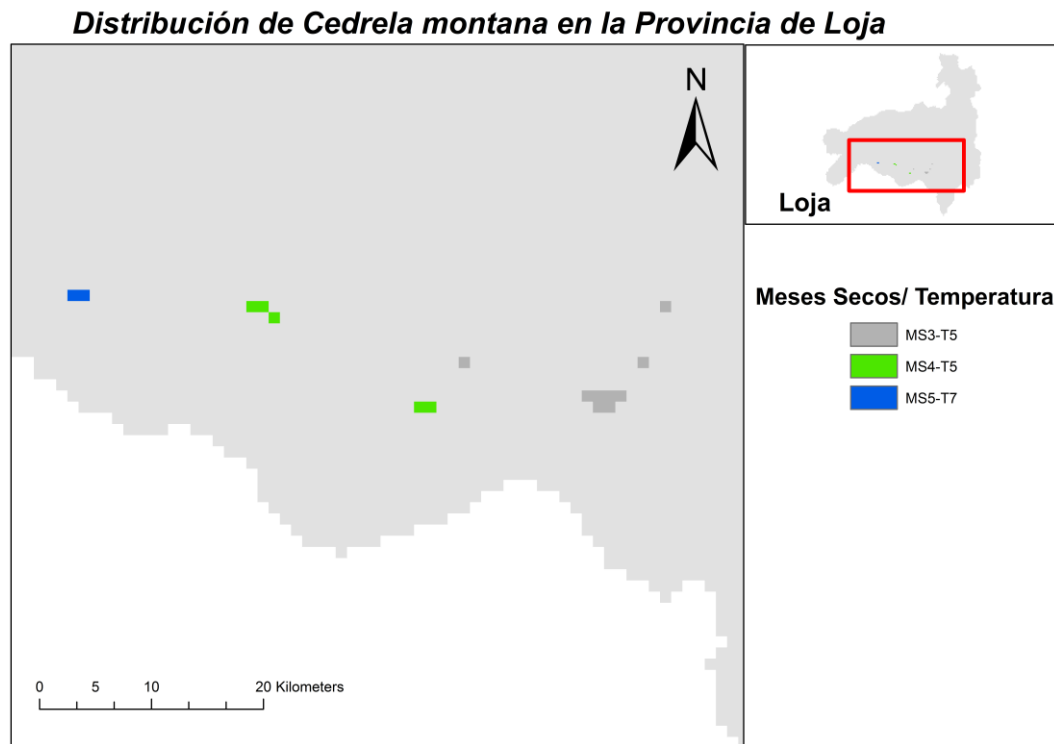 Distribución de Cedrela montana en la Provincia de Loja
N
Loja
Meses Secos/ Temperatura
MS3-T5
MS4-T5
MS5-T7
0 5 10 20 Kilometers